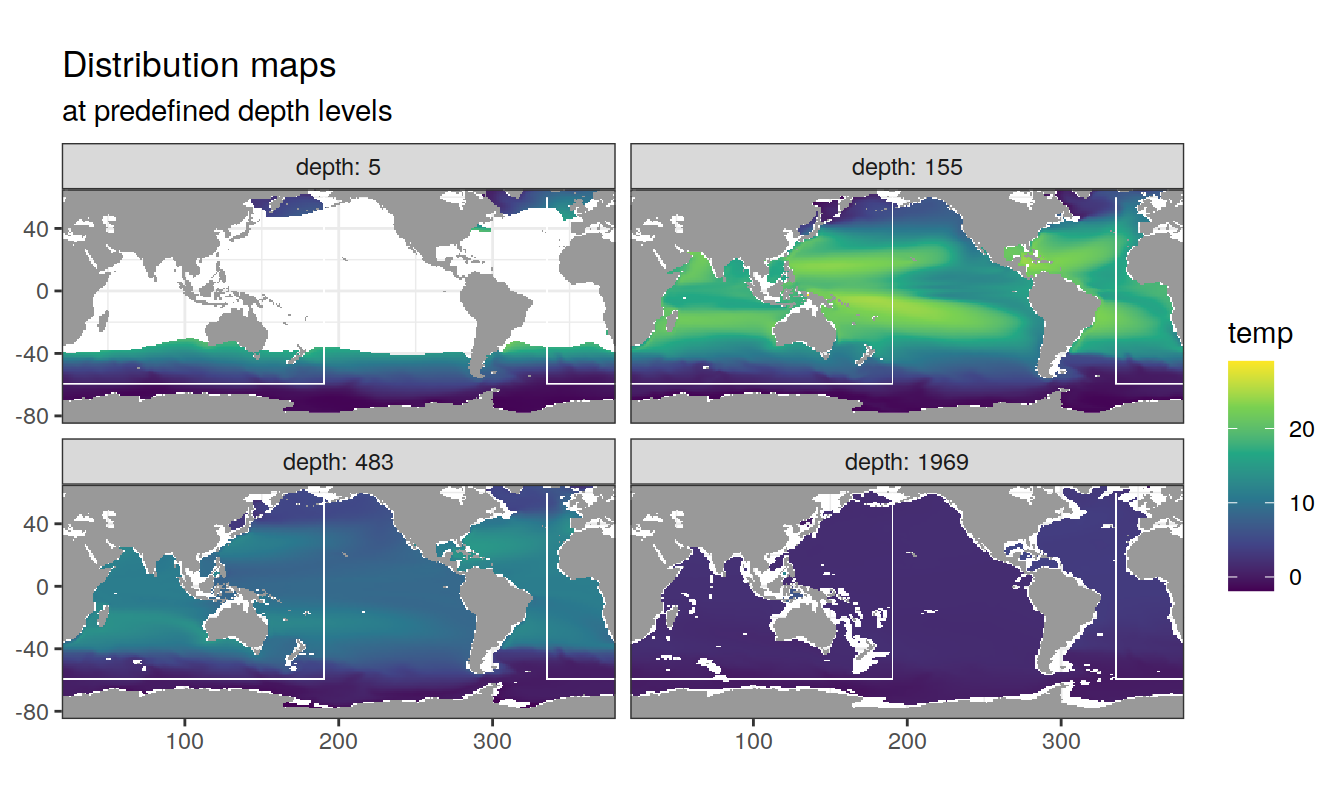 Distribution maps
at predefined depth levels
depth: 5
depth: 155
40
0
-40
-80
temp
20
10
0
depth: 483
depth: 1969
40
0
-40
-80
100
200
300
100
200
300